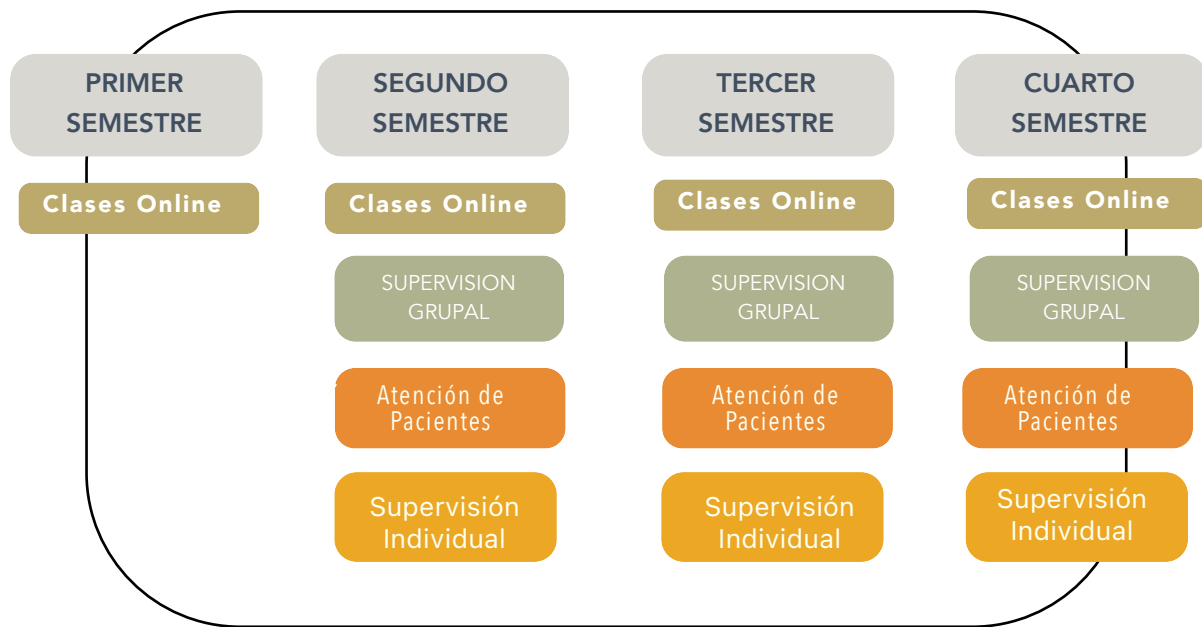 PRIMER
SEMESTRE
Clases Online
SEGUNDO
SEMESTRE
Clases Online
SUPERVISION
GRUPAL
Atención de
Pacientes
Supervisión
Individual
TERCER
SEMESTRE
Clases Online
SUPERVISION
GRUPAL
Atención de
Pacientes
Supervisión
Individual
CUARTO
SEMESTRE
Clases Online
SUPERVISION
GRUPAL
Atención de
Pacientes
Supervisión
Individual